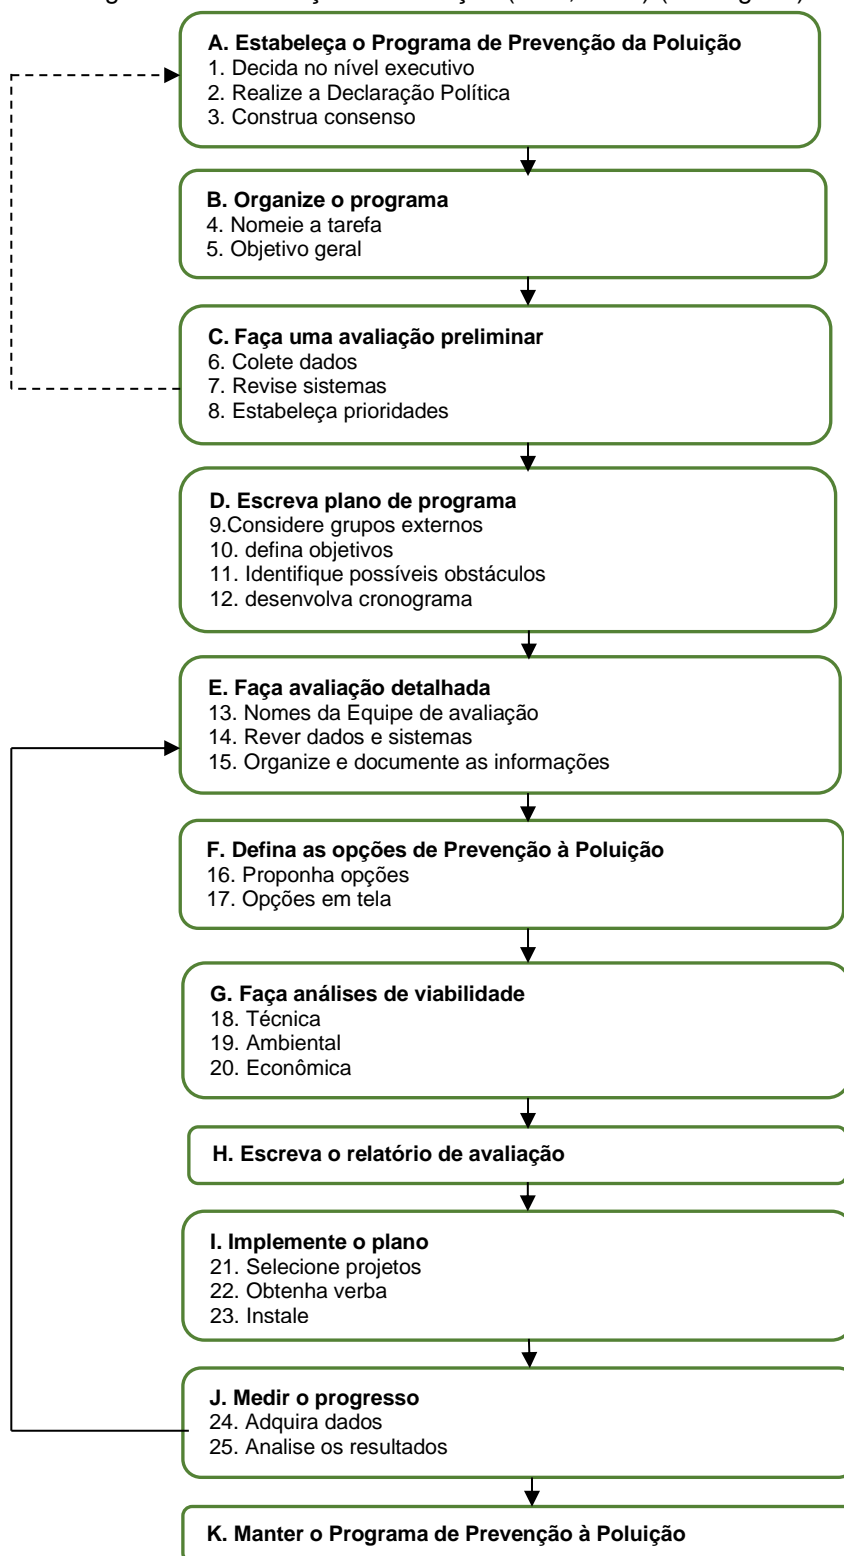 A. Estabeleça o Programa de Prevenção da Poluição
1. Decida no nível executivo
2. Realize a Declaração Política
3. Construa consenso
B. Organize o programa
4. Nomeie a tarefa
5. Objetivo geral
C. Faça uma avaliação preliminar
6. Colete dados
7. Revise sistemas
8. Estabeleça prioridades
D. Escreva plano de programa
9.Considere grupos externos
10. defina objetivos
11. Identifique possíveis obstáculos
12. desenvolva cronograma
E. Faça avaliação detalhada
13. Nomes da Equipe de avaliação
14. Rever dados e sistemas
15. Organize e documente as informações
F. Defina as opções de Prevenção à Poluição
16. Proponha opções
17. Opções em tela
G. Faça análises de viabilidade
18. Técnica
19. Ambiental
20. Econômica
H. Escreva o relatório de avaliação
I. Implemente o plano
21. Selecione projetos
22. Obtenha verba
23. Instale
J. Medir o progresso
24. Adquira dados
25. Analise os resultados
K. Manter o Programa de Prevenção à Poluição